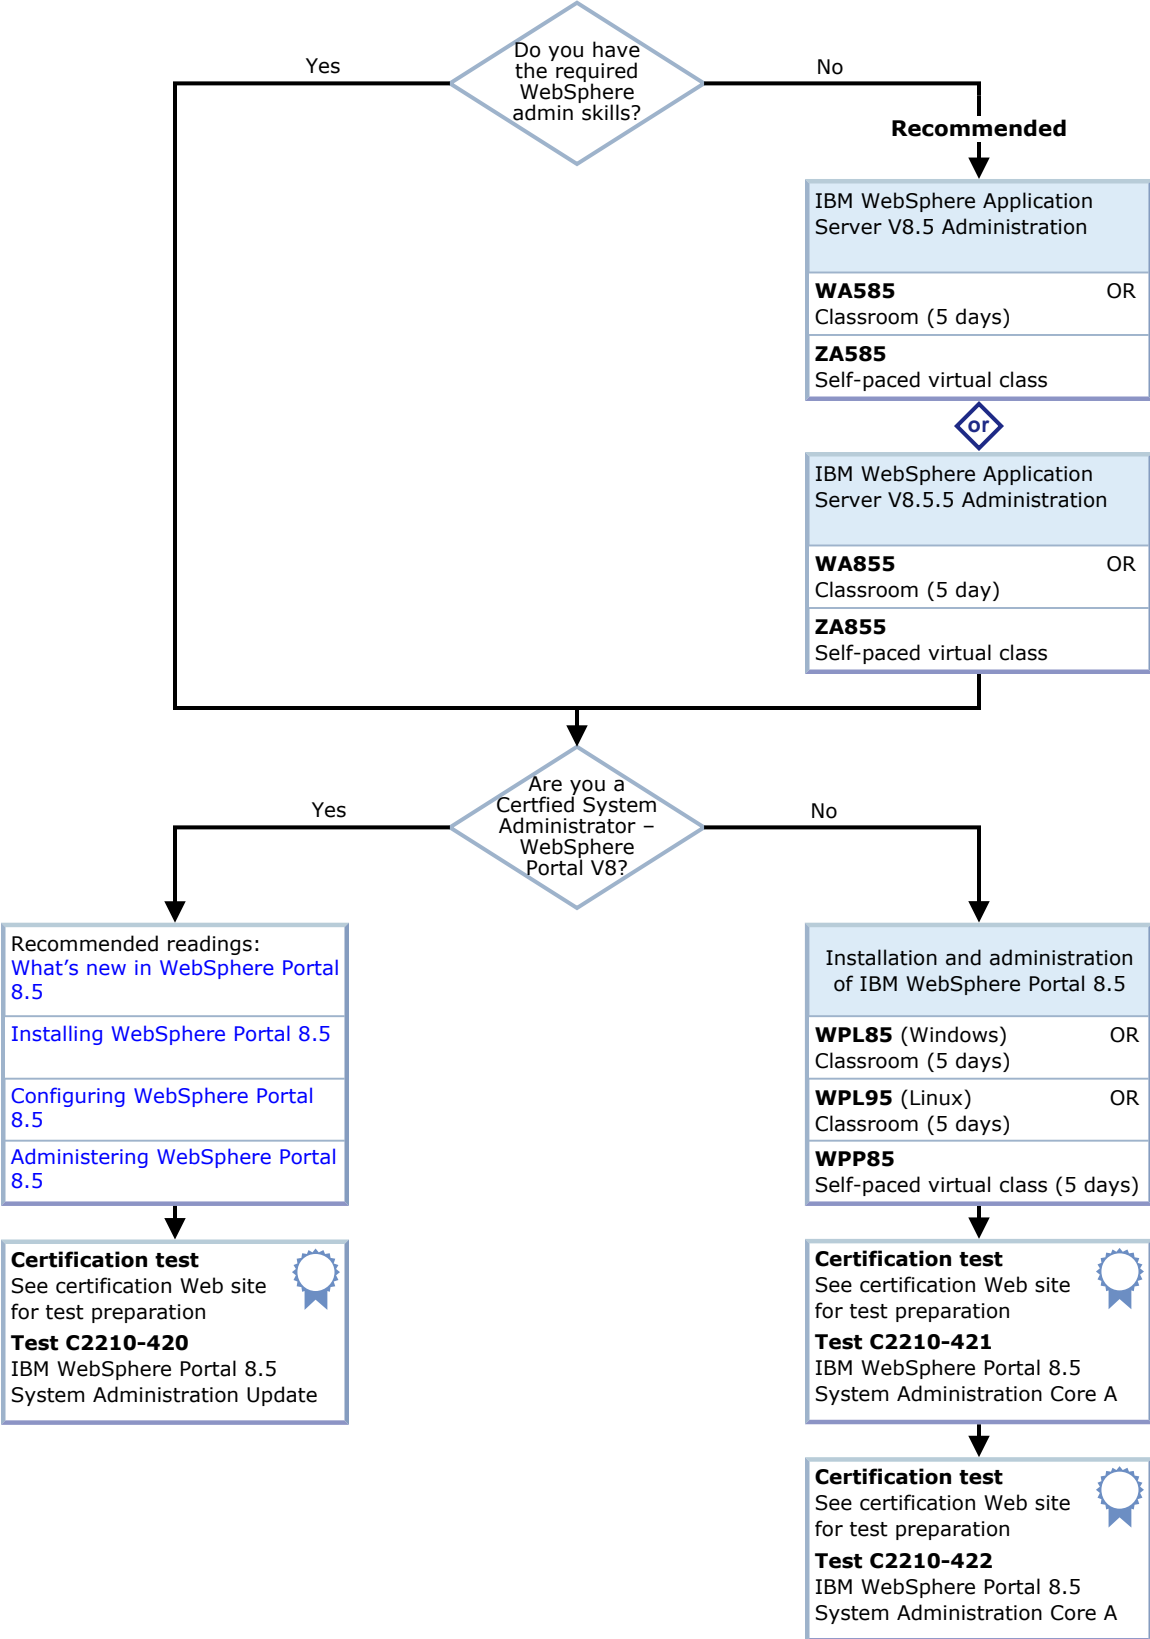 Do you have
the required
WebSphere
admin skills?
Yes
No
Recommended
IBM WebSphere Application
Server V8.5 Administration
WA585 OR
Classroom (5 days)
ZA585
Self-paced virtual class
or
IBM WebSphere Application
Server V8.5.5 Administration
WA855 OR
Classroom (5 day)
ZA855
Self-paced virtual class
Are you a
Certfied System
Administrator –
WebSphere
Portal V8?
Yes
No
Recommended readings:
What's new in WebSphere Portal
8.5
Installing WebSphere Portal 8.5
Configuring WebSphere Portal
8.5
Administering WebSphere Portal
8.5
Certification test
See certification Web site
for test preparation
Test C2210-420
IBM WebSphere Portal 8.5
System Administration Update
Installation and administration
of IBM WebSphere Portal 8.5
WPL85 (Windows) OR
Classroom (5 days)
WPL95 (Linux) OR
Classroom (5 days)
WPP85
Self-paced virtual class (5 days)
Certification test
See certification Web site
for test preparation
Test C2210-421
IBM WebSphere Portal 8.5
System Administration Core A
Certification test
See certification Web site
for test preparation
Test C2210-422
IBM WebSphere Portal 8.5
System Administration Core A